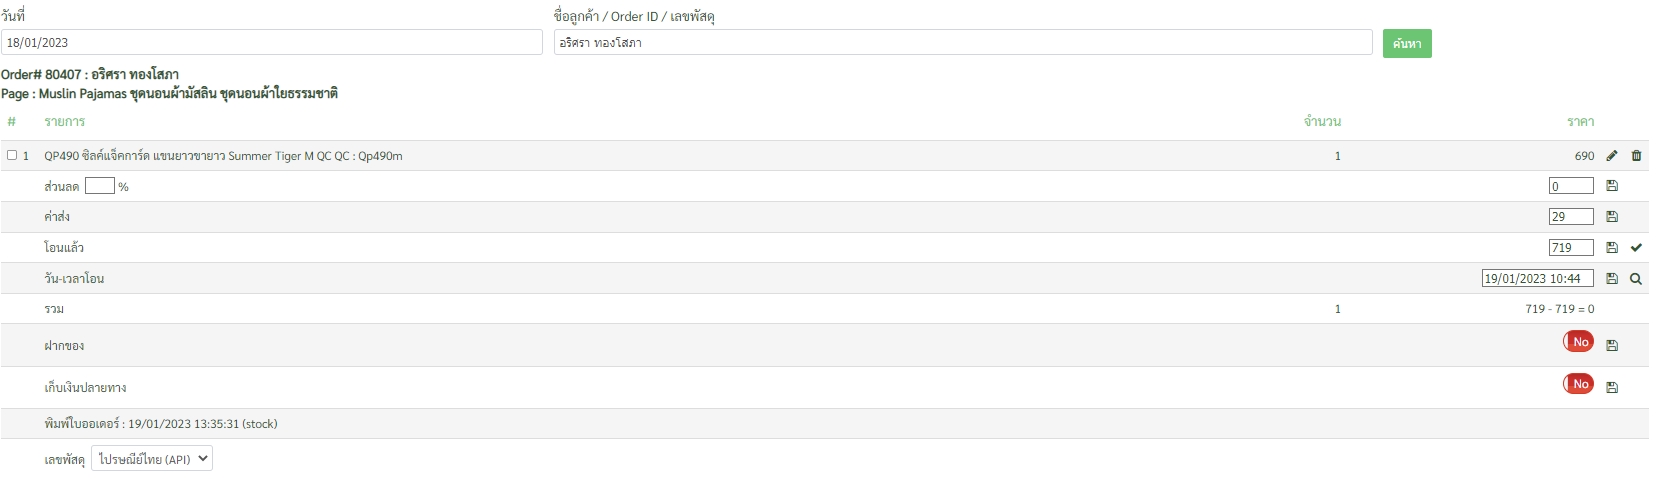 วันที่ ชื่อลูกค้า / Order ID / เลขพัสดุ
18/01/2023 อริศรา ทองโสภา ค้นหา
Order# 80407 : อริศรา ทองโสภา
Page : Muslin Pajamas ชุดนอนผ้ามัสลิน ชุดนอนผ้าใยธรรมชาติ
# รายการ จำนวน ราคา
1 QP490 ซิลค์แจ็คการ์ด แขนยาวขายาว Summer Tiger M QC QC : Qp490m 1 690
ส่วนลด % 0
ค่าส่ง 29
โอนแล้ว 719
วัน-เวลาโอน 19/01/2023 10:44
รวม 1 719 - 719 = 0
ฝากของ No
เก็บเงินปลายทาง No
พิมพ์ใบออเดอร์ : 19/01/2023 13:35:31 (stock)
เลขพัสดุ ไปรษณีย์ไทย (API)